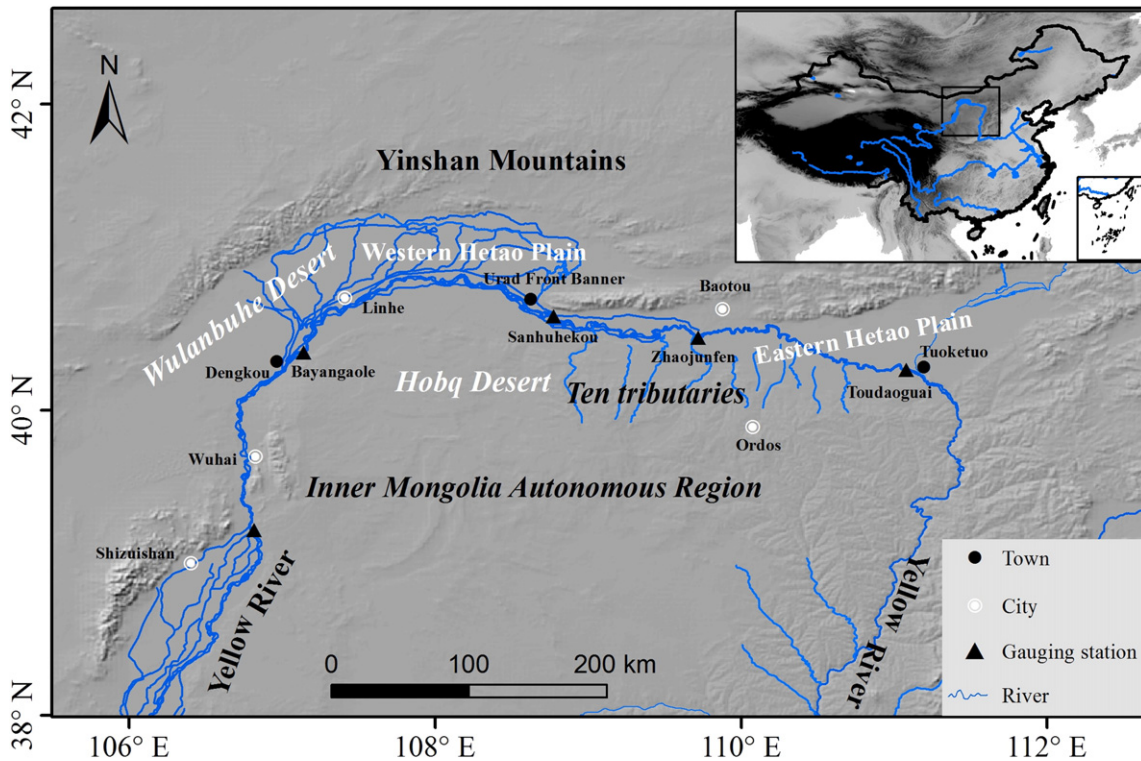 N
42° N
40° N
38° N
Yinshan Mountains
Western Hetao Plain
Urad Front Banner
Wulanbuhe Desert
Linhe
Baotou
Sanhuhekou
Eastern Hetao Plain
Zhaojunfen
Tuoketuo
Dengkou
Bayangaole
Hobq Desert
Ten tributaries
Toudaoguai
Ordos
Wuhai
Inner Mongolia Autonomous Region
Shizuishan
Yellow River
Yellow River
0 100 200 km
Town
City
Gauging station
River
106° E 108° E 110° E 112° E